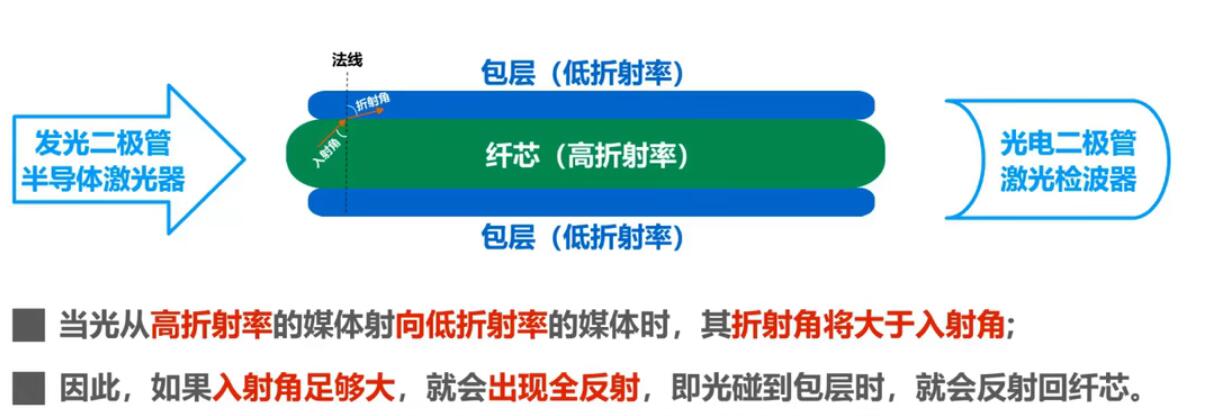 法线
包层（低折射率）
折射角
入射角
发光二极管
半导体激光器
纤芯（高折射率）
光电二极管
激光检波器
包层（低折射率）
当光从高折射率的媒体射向低折射率的媒体时，其折射角将大于入射角;
因此，如果入射角足够大，就会出现全反射，即光碰到包层时，就会反射回纤芯。